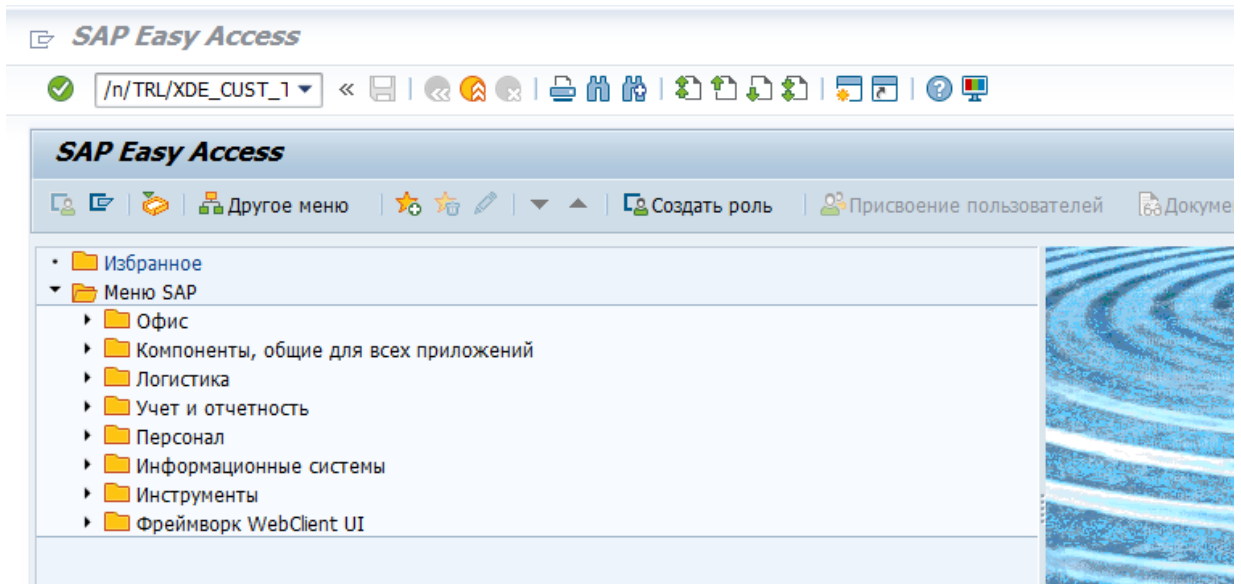 SAP Easy Access
/n/TRL/XDE_CUST_1
SAP Easy Access
Другое меню Создать роль Присвоение пользователей Докуме
Избранное
Меню SAP
Офис
Компоненты, общие для всех приложений
Логистика
Учет и отчетность
Персонал
Информационные системы
Инструменты
Фреймворк WebClient UI